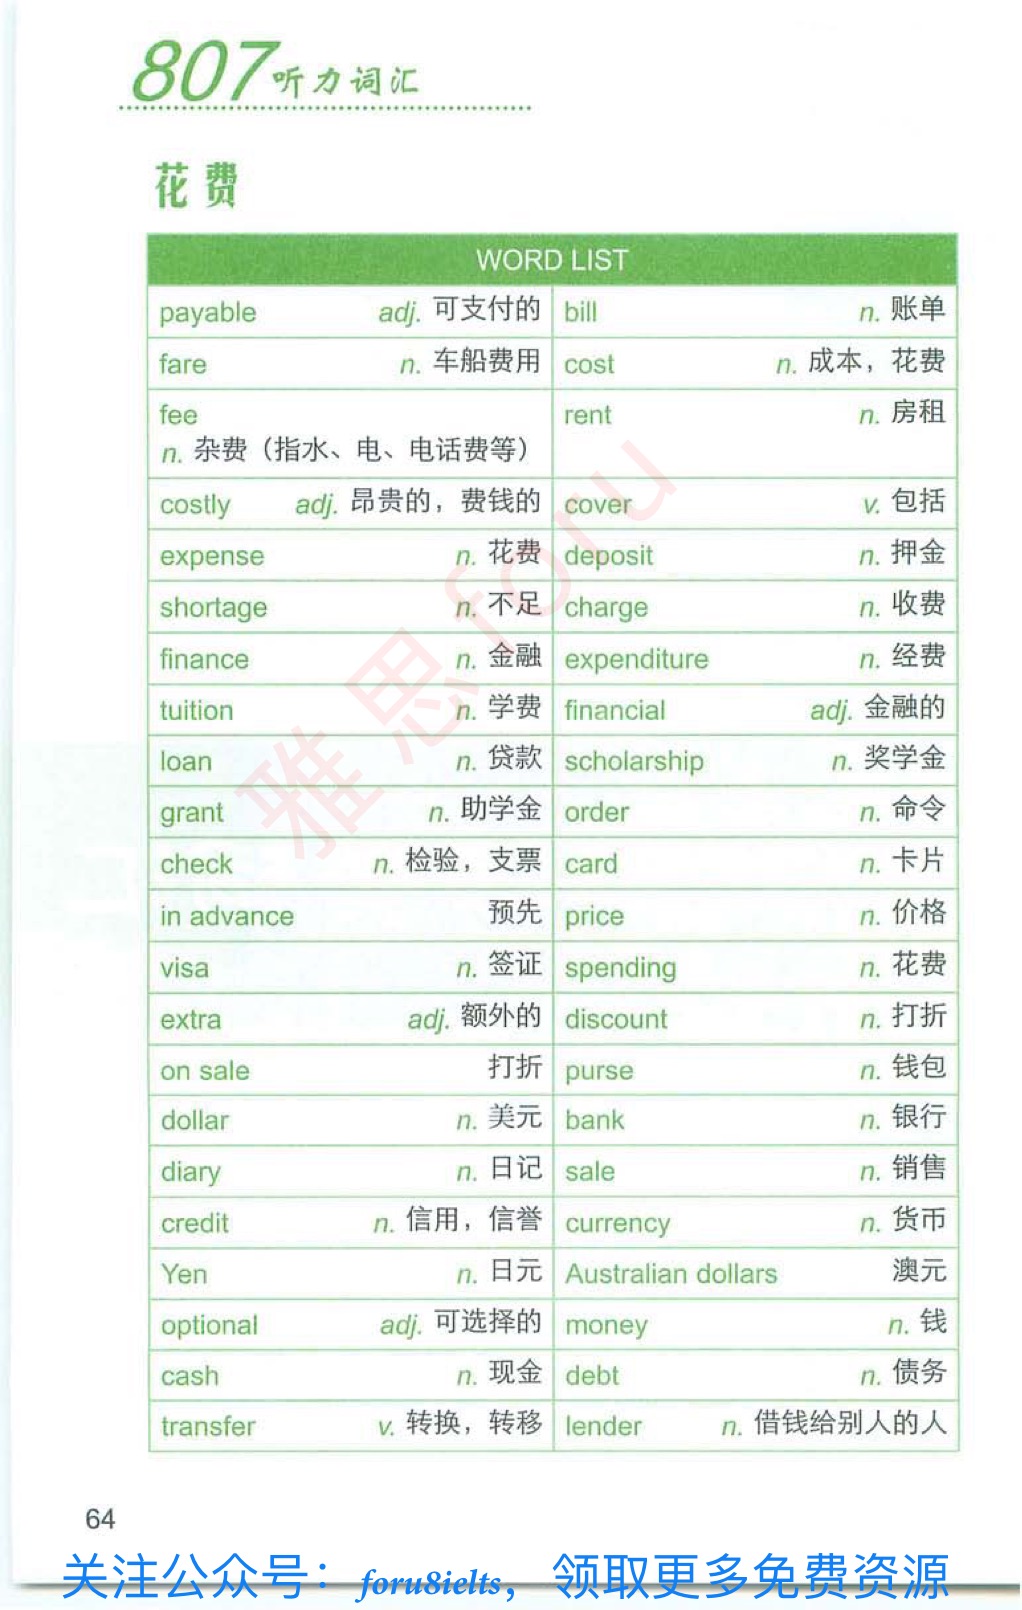 807听力词汇
花费
WORD LIST
payable adj. 可支付的 bill n. 账单
fare n. 车船费用 cost n. 成本，花费
fee rent n. 房租
n. 杂费（指水、电、电话费等）
costly adj. 昂贵的，费钱的 cover v. 包括
expense n. 花费 deposit n. 押金
shortage n. 不足 charge n. 收费
finance n. 金融 expenditure n. 经费
tuition n. 学费 financial adj. 金融的
loan n. 贷款 scholarship n. 奖学金
grant n. 助学金 order n. 命令
check n. 检验，支票 card n. 卡片
in advance 预先 price n. 价格
visa n. 签证 spending n. 花费
extra adj. 额外的 discount n. 打折
on sale 打折 purse n. 钱包
dollar n. 美元 bank n. 银行
diary n. 日记 sale n. 销售
credit n. 信用，信誉 currency n. 货币
Yen n. 日元 Australian dollars 澳元
optional adj. 可选择的 money n. 钱
cash n. 现金 debt n. 债务
transfer v. 转换，转移 lender n. 借钱给别人的人
雅思foru
64
关注公众号：foru8ielts，领取更多免费资源